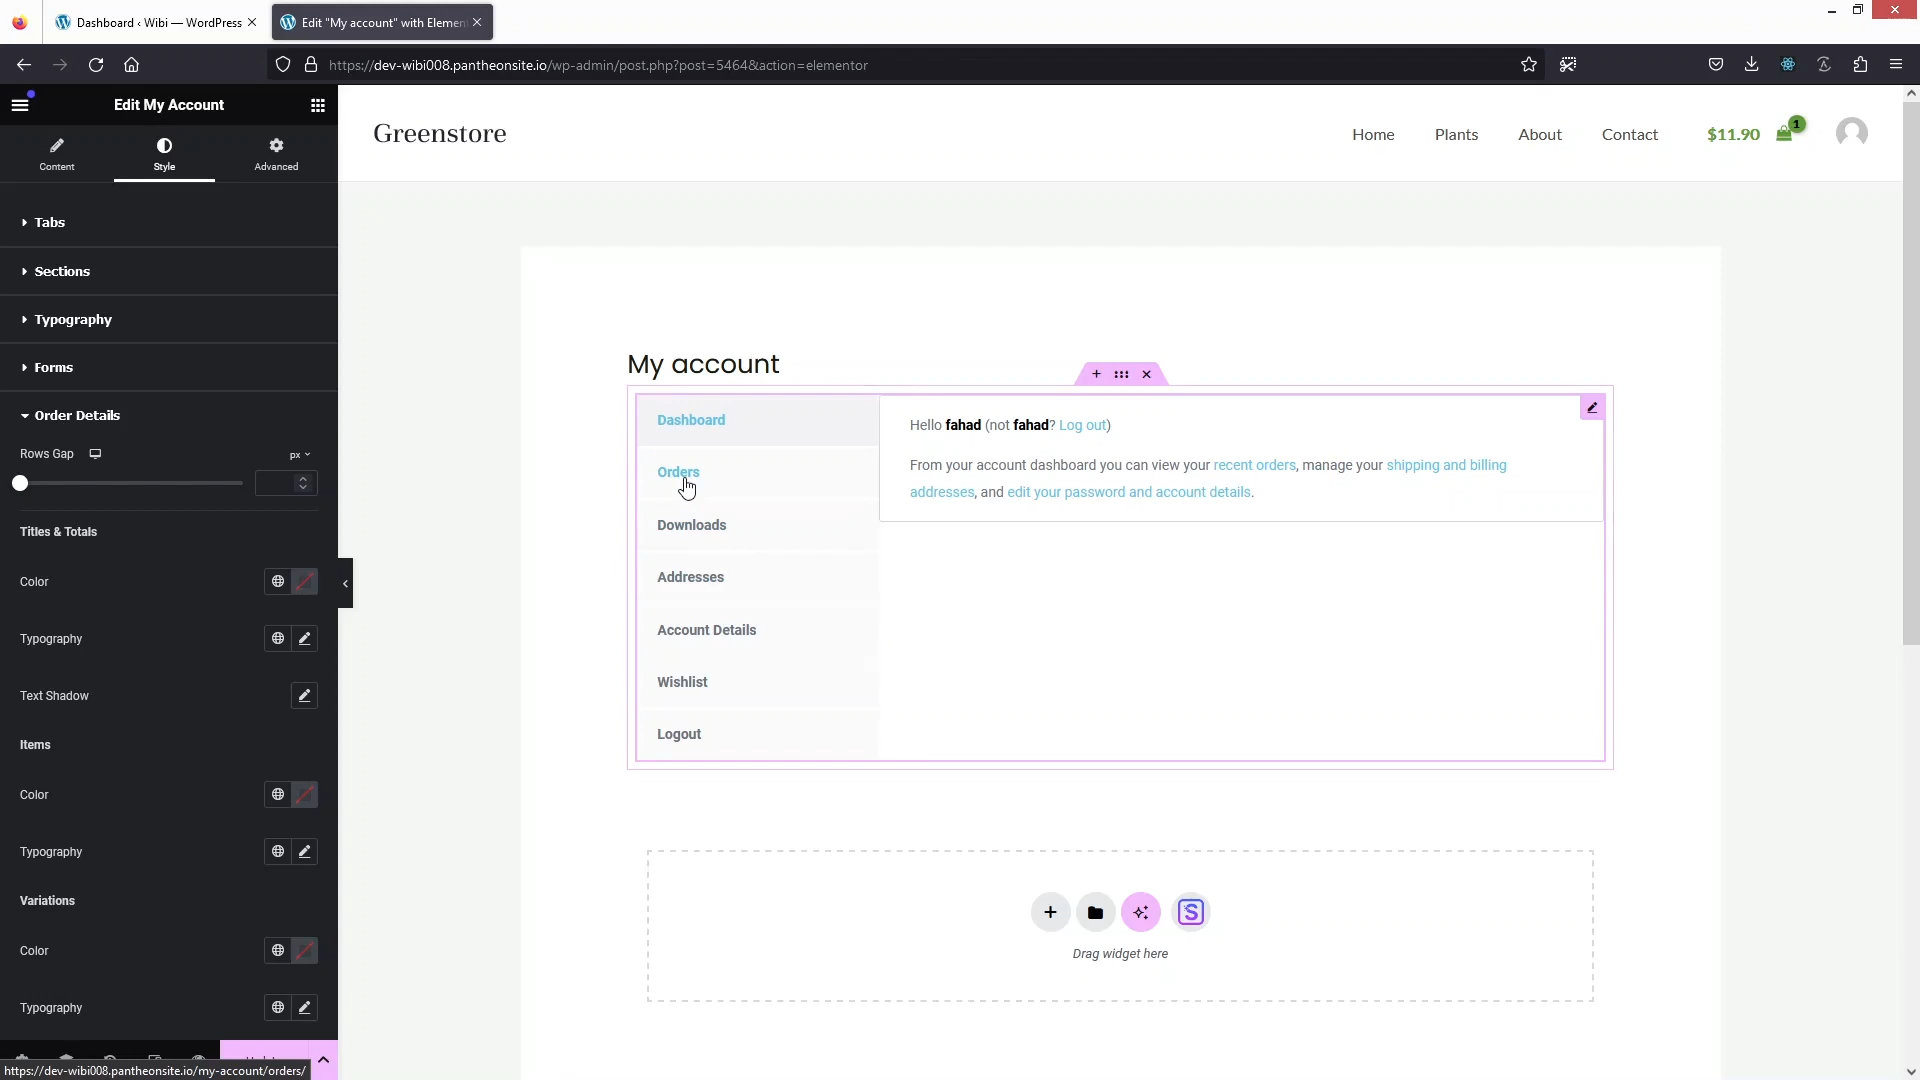 Dashboard ‹ Wibi — WordPress
Edit "My account" with Elemen
https://dev-wibi008.pantheonsite.io/wp-admin/post.php?post=5464&action=elementor
Edit My Account
Content
Style
Advanced
Tabs
Sections
Typography
Forms
Order Details
Rows Gap
px
Titles & Totals
Color
Typography
Text Shadow
Items
Color
Typography
Variations
Color
Typography
https://dev-wibi008.pantheonsite.io/my-account/orders/
Greenstore
Home
Plants
About
Contact
$11.90
1
My account
Dashboard
Orders
Downloads
Addresses
Account Details
Wishlist
Logout
Hello fahad (not fahad? Log out)
From your account dashboard you can view your recent orders, manage your shipping and billing
addresses, and edit your password and account details.
S
Drag widget here